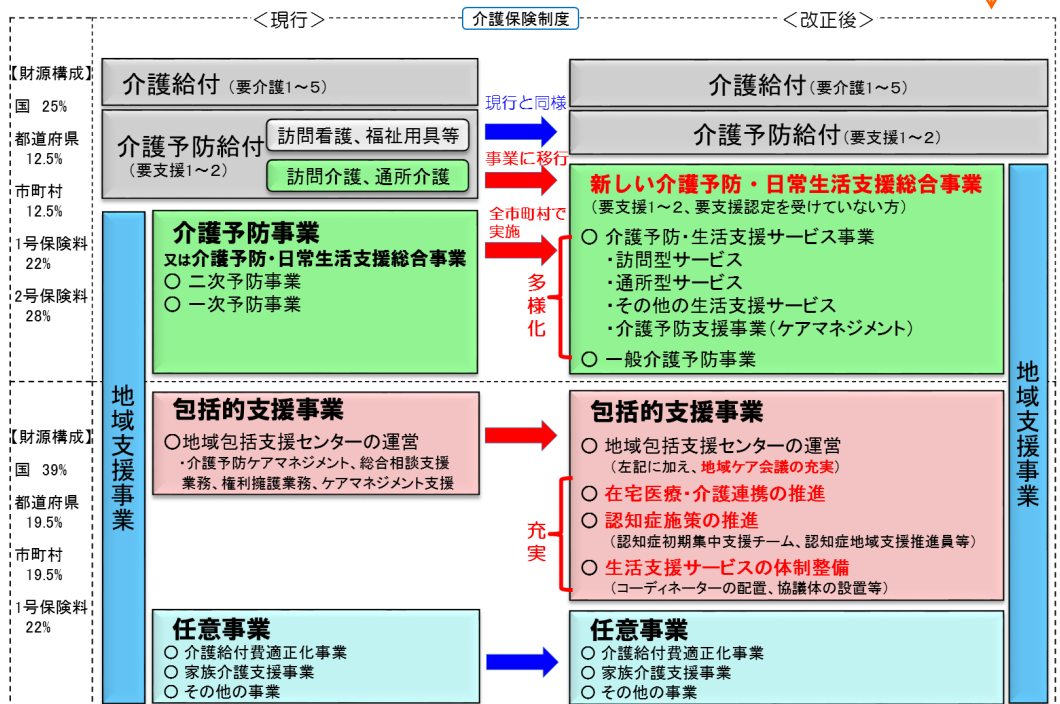 <現行>
介護保険制度
<改正後>
【財源構成】
国 25%
都道府県
12.5%
市町村
12.5%
1号保険料
22%
2号保険料
28%
介護給付(要介護1~5)
介護予防給付
(要支援1~2)
訪問看護、福祉用具等
訪問介護、通所介護
現行と同様
事業に移行
全市町村で
実施
多様化
介護給付(要介護1~5)
介護予防給付(要支援1~2)
地域支援事業
介護予防事業
又は介護予防・日常生活支援総合事業
○ 二次予防事業
○ 一次予防事業
新しい介護予防・日常生活支援総合事業
(要支援1~2、要支援認定を受けていない方)
○ 介護予防・生活支援サービス事業
・訪問型サービス
・通所型サービス
・その他の生活支援サービス
・介護予防支援事業(ケアマネジメント)
○ 一般介護予防事業
地域支援事業
【財源構成】
国 39%
都道府県
19.5%
市町村
19.5%
1号保険料
22%
包括的支援事業
○地域包括支援センターの運営
・介護予防ケアマネジメント、総合相談支援
業務、権利擁護業務、ケアマネジメント支援
充実
包括的支援事業
○ 地域包括支援センターの運営
(左記に加え、地域ケア会議の充実)
○ 在宅医療・介護連携の推進
○ 認知症施策の推進
(認知症初期集中支援チーム、認知症地域支援推進員等)
○ 生活支援サービスの体制整備
(コーディネーターの配置、協議体の設置等)
任意事業
○ 介護給付費適正化事業
○ 家族介護支援事業
○ その他の事業
任意事業
○ 介護給付費適正化事業
○ 家族介護支援事業
○ その他の事業